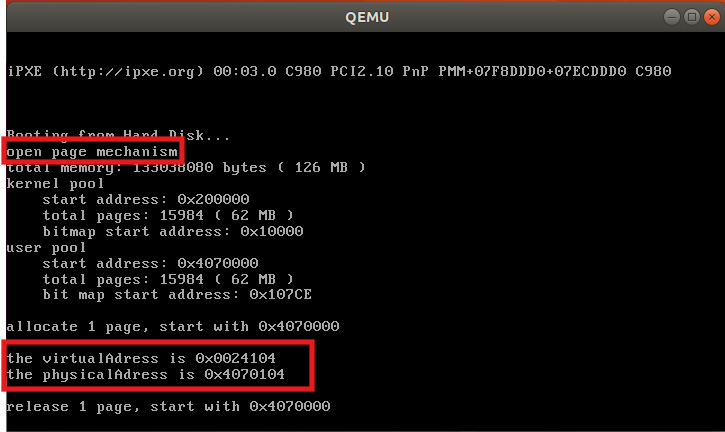 QEMU
iPXE (http://ipxe.org) 00:03.0 C980 PCI2.10 PnP PMM+07F8DDD0+07ECDDD0 C980
Booting from Hard Disk...
open page mechanism
total memory: 133038080 bytes ( 126 MB )
kernel pool
start address: 0x200000
total pages: 15984 ( 62 MB )
bitmap start address: 0x10000
user pool
start address: 0x4070000
total pages: 15984 ( 62 MB )
bit map start address: 0x107CE
allocate 1 page, start with 0x4070000
the virtualAdress is 0x0024104
the physicalAdress is 0x4070104
release 1 page, start with 0x4070000